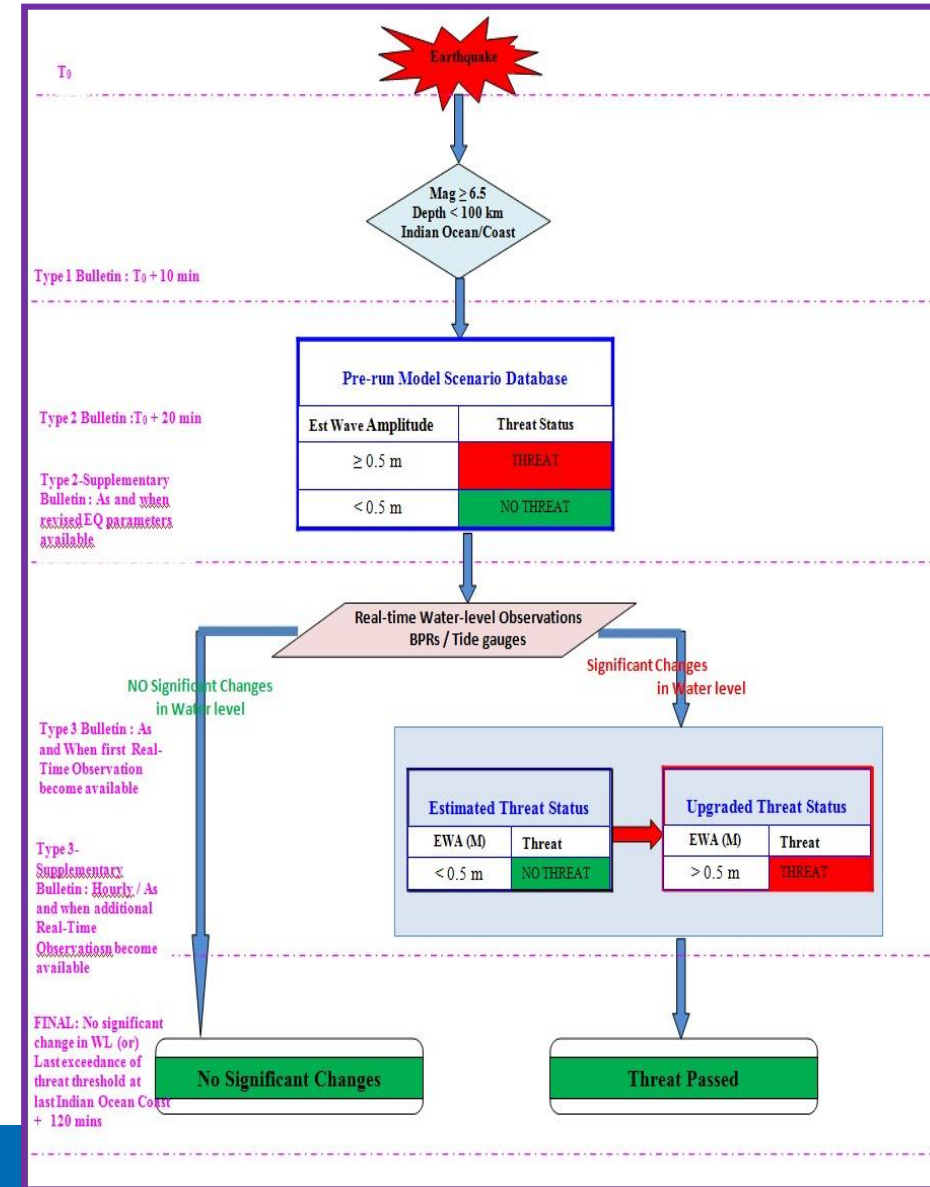 Earthquake
T₀
Mag ≥ 6.5
Depth < 100 km
Indian Ocean/Coast
Type 1 Bulletin : T₀ + 10 min
Pre-run Model Scenario Database
Est Wave Amplitude Threat Status
≥ 0.5 m THREAT
< 0.5 m NO THREAT
Type 2 Bulletin :T₀ + 20 min
Type 2-Supplementary
Bulletin : As and when
revised EQ parameters
available
Real-time Water-level Observations
BPRs / Tide gauges
NO Significant Changes
in Water level
Significant Changes
in Water level
Type 3 Bulletin : As
and When first Real-
Time Observation
become available
Estimated Threat Status
EWA (M) Threat
< 0.5 m NO THREAT
Upgraded Threat Status
EWA (M) Threat
> 0.5 m THREAT
Type 3-
Supplementary
Bulletin : Hourly / As
and when additional
Real-Time
Observatiosn become
available
FINAL: No significant
change in WL (or)
Last exceedance of
threat threshold at
last Indian Ocean Coast
+ 120 mins
No Significant Changes
Threat Passed